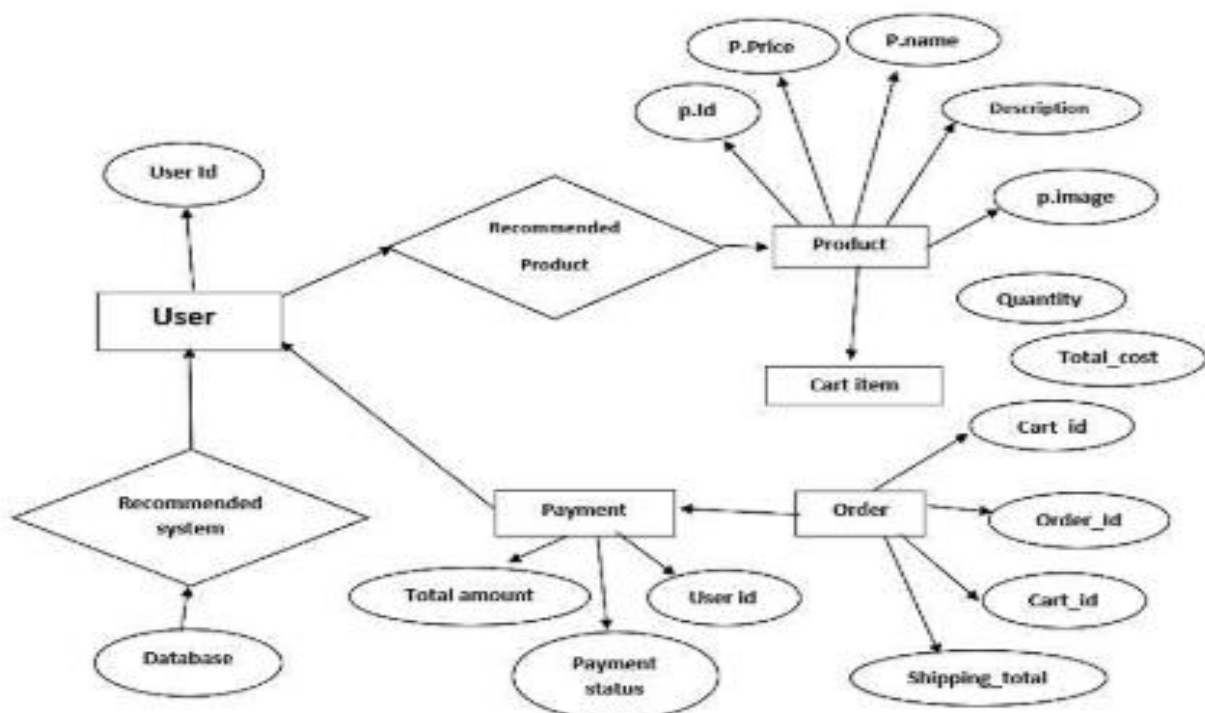 P.Price
P.name
p.Id
Description
User Id
p.image
Recommended
Product
Product
Quantity
User
Total_cost
Cart item
Cart_id
Recommended
system
Payment
Order
Order_Id
Total amount
User id
Cart_id
Database
Payment
status
Shipping_total